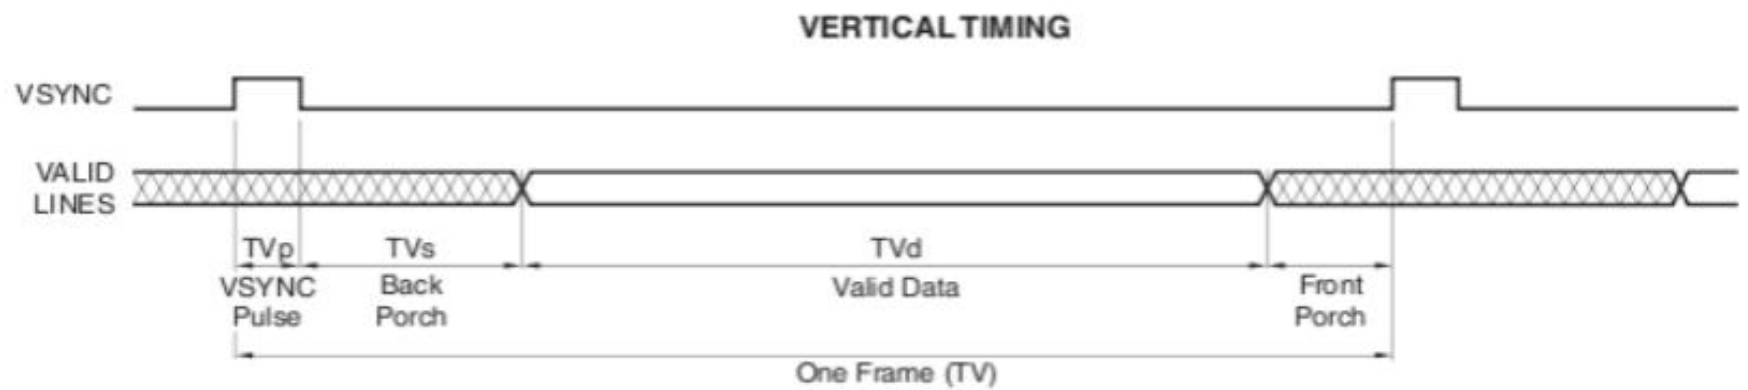 VERTICAL TIMING
VSYNC
VALID
LINES
TVp
TVs
TVd
VSYNC
Pulse
Back
Porch
Valid Data
Front
Porch
One Frame (TV)